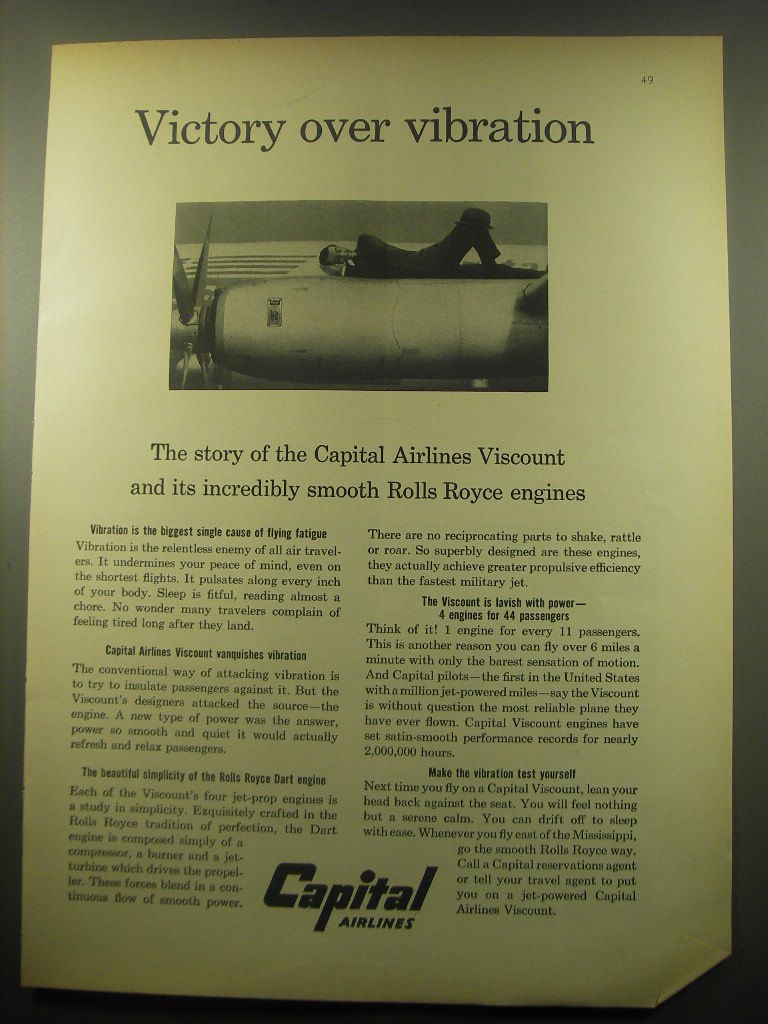 49
Victory over vibration
The story of the Capital Airlines Viscount
and its incredibly smooth Rolls Royce engines
Vibration is the biggest single cause of flying fatigue
Vibration is the relentless enemy of all air travel-
ers. It undermines your peace of mind, even on
the shortest flights. It pulsates along every inch
of your body. Sleep is fitful, reading almost a
chore. No wonder many travelers complain of
feeling tired long after they land.
Capital Airlines Viscount vanquishes vibration
The conventional way of attacking vibration is
to try to insulate passengers against it. But the
Viscount's designers attacked the source—the
engine. A new type of power was the answer,
power so smooth and quiet it would actually
refresh and relax passengers.
The beautiful simplicity of the Rolls Royce Dart engine
Each of the Viscount's four jet-prop engines is
a study in simplicity. Exquisitely crafted in the
Rolls Royce tradition of perfection, the Dart
engine is composed simply of a
compressor, a burner and a jet-
turbine which drives the propel-
ler. These forces blend in a con-
tinuous flow of smooth power.
There are no reciprocating parts to shake, rattle
or roar. So superbly designed are these engines,
they actually achieve greater propulsive efficiency
than the fastest military jet.
The Viscount is lavish with power—
4 engines for 44 passengers
Think of it! 1 engine for every 11 passengers.
This is another reason you can fly over 6 miles a
minute with only the barest sensation of motion.
And Capital pilots—the first in the United States
with a million jet-powered miles—say the Viscount
is without question the most reliable plane they
have ever flown. Capital Viscount engines have
set satin-smooth performance records for nearly
2,000,000 hours.
Make the vibration test yourself
Next time you fly on a Capital Viscount, lean your
head back against the seat. You will feel nothing
but a serene calm. You can drift off to sleep
with ease. Whenever you fly east of the Mississippi,
go the smooth Rolls Royce way.
Call a Capital reservations agent
or tell your travel agent to put
you on a jet-powered Capital
Airlines Viscount.
Capital
AIRLINES